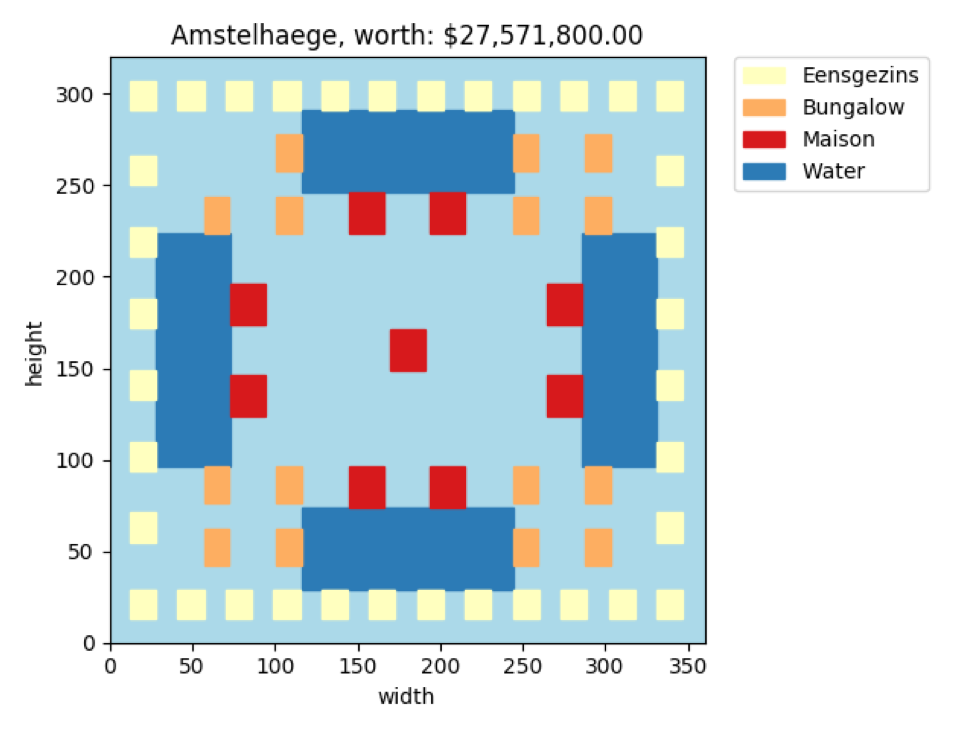 Amstelhaege, worth: $27,571,800.00
Eensgezins
Bungalow
Maison
Water
300
250
200
150
100
50
0
height
0 50 100 150 200 250 300 350
width